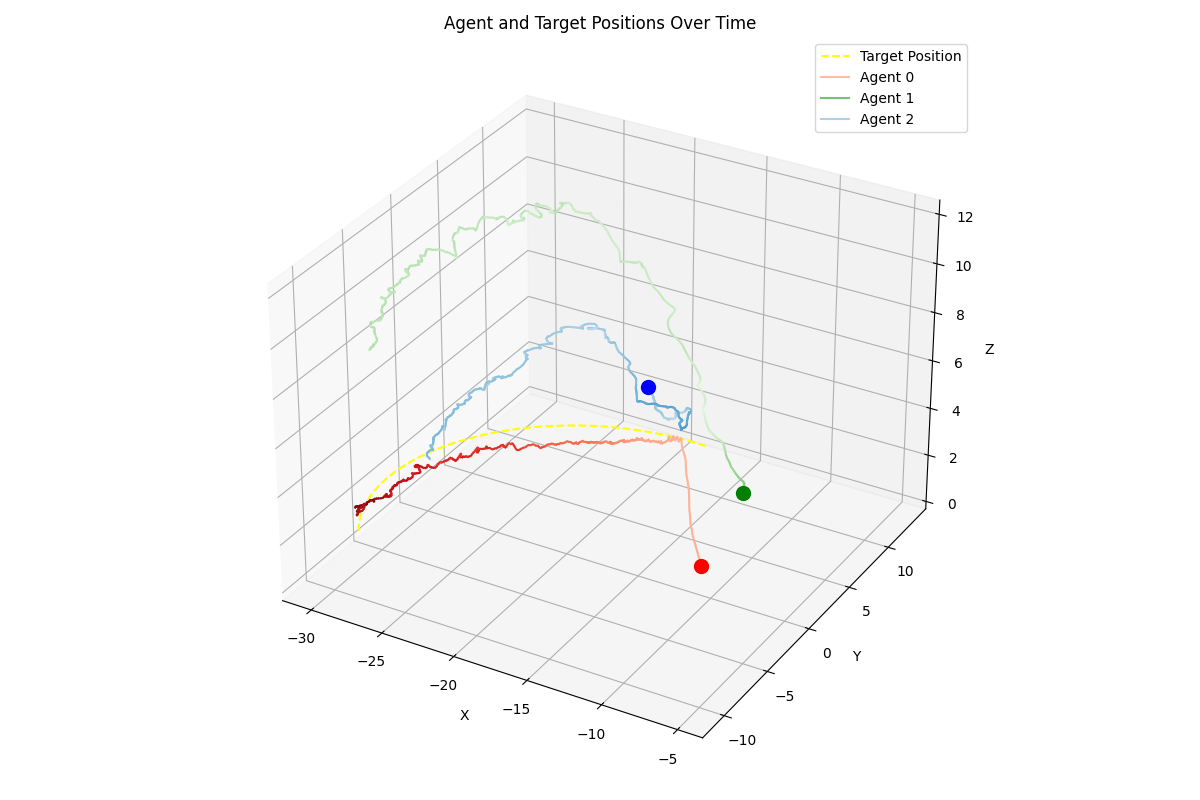 Agent and Target Positions Over Time
Target Position
Agent 0
Agent 1
Agent 2
12
10
8
6
4
2
0
Z
10
5
0
−5
−10
Y
−30
−25
−20
−15
−10
−5
X